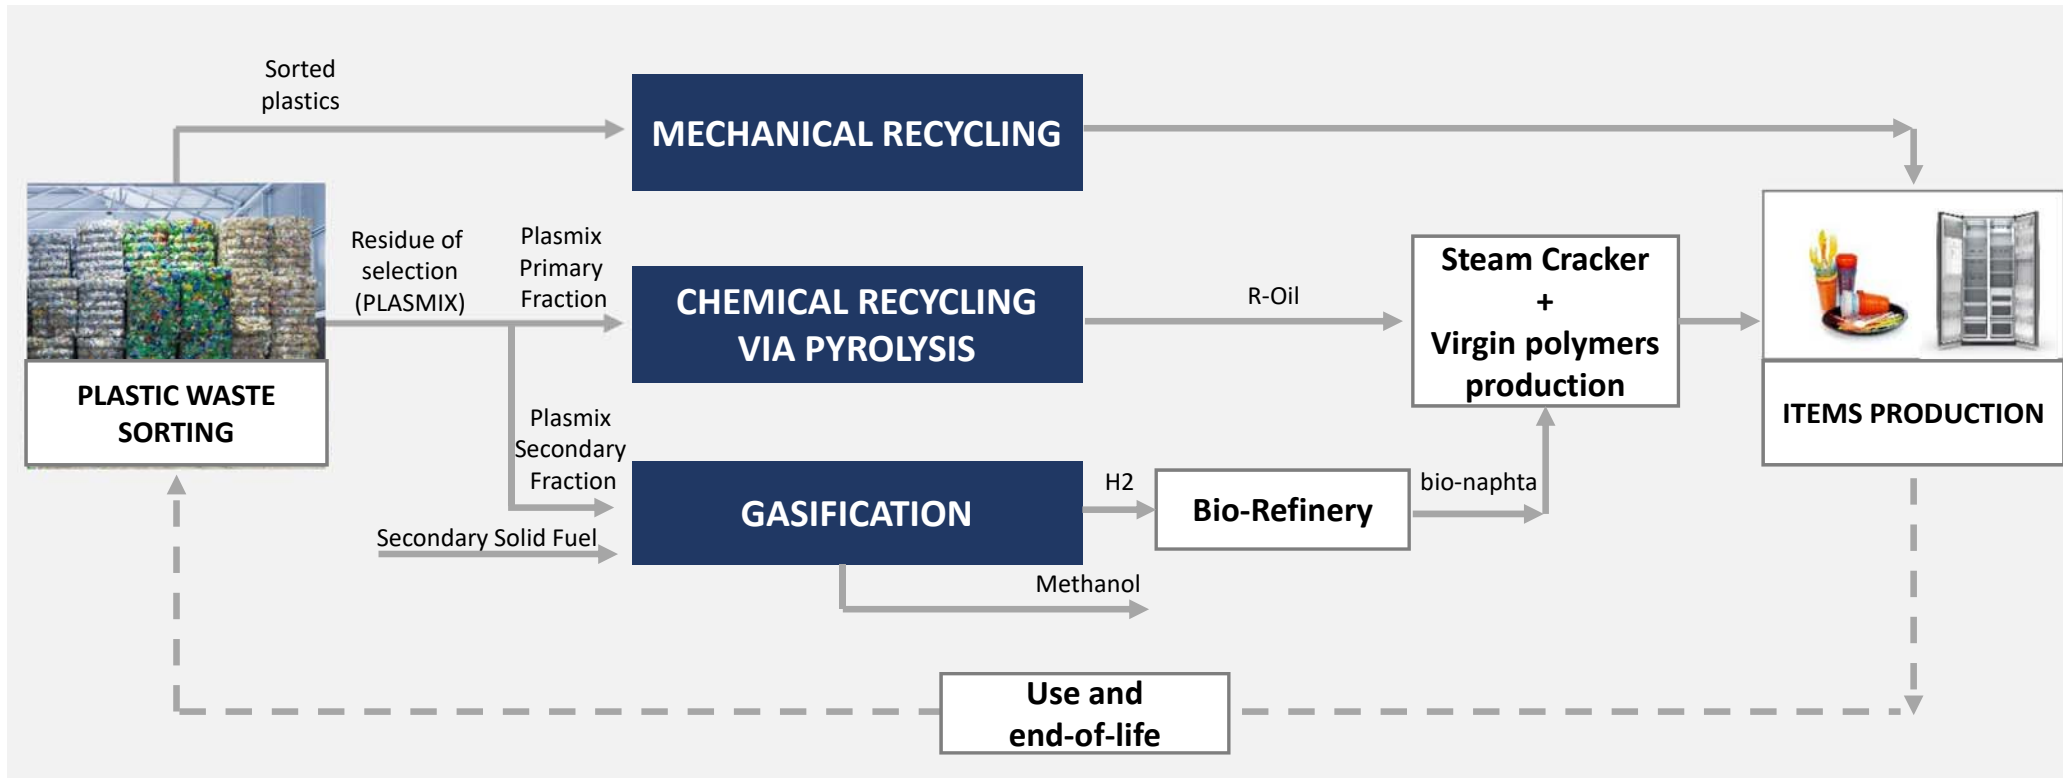 Sorted
plastics
MECHANICAL RECYCLING
Residue of
selection
(PLASMIX)
Plasmix
Primary
Fraction
CHEMICAL RECYCLING
VIA PYROLYSIS
R-Oil
Steam Cracker
+
Virgin polymers
production
PLASTIC WASTE
SORTING
ITEMS PRODUCTION
Plasmix
Secondary
Fraction
Secondary Solid Fuel
GASIFICATION
H2
Bio-Refinery
bio-naphta
Methanol
Use and
end-of-life